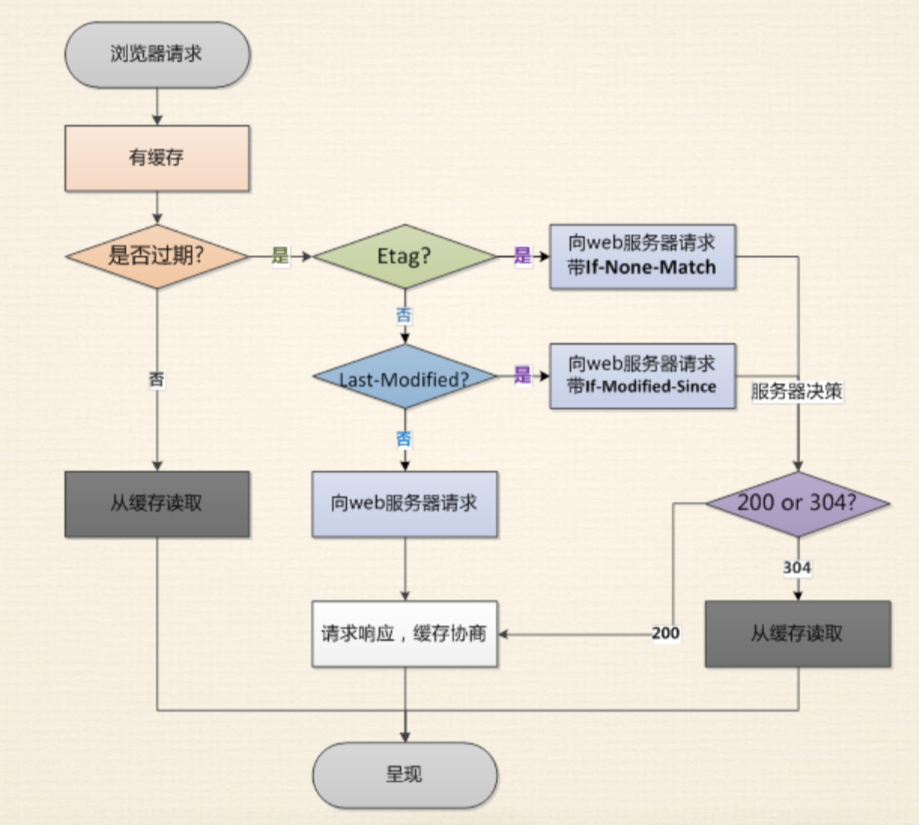 浏览器请求
有缓存
是否过期?
是
Etag?
是
向web服务器请求
带If-None-Match
否
Last-Modified?
是
向web服务器请求
带If-Modified-Since
否
服务器决策
否
从缓存读取
向web服务器请求
200 or 304?
304
请求响应，缓存协商
200
从缓存读取
呈现